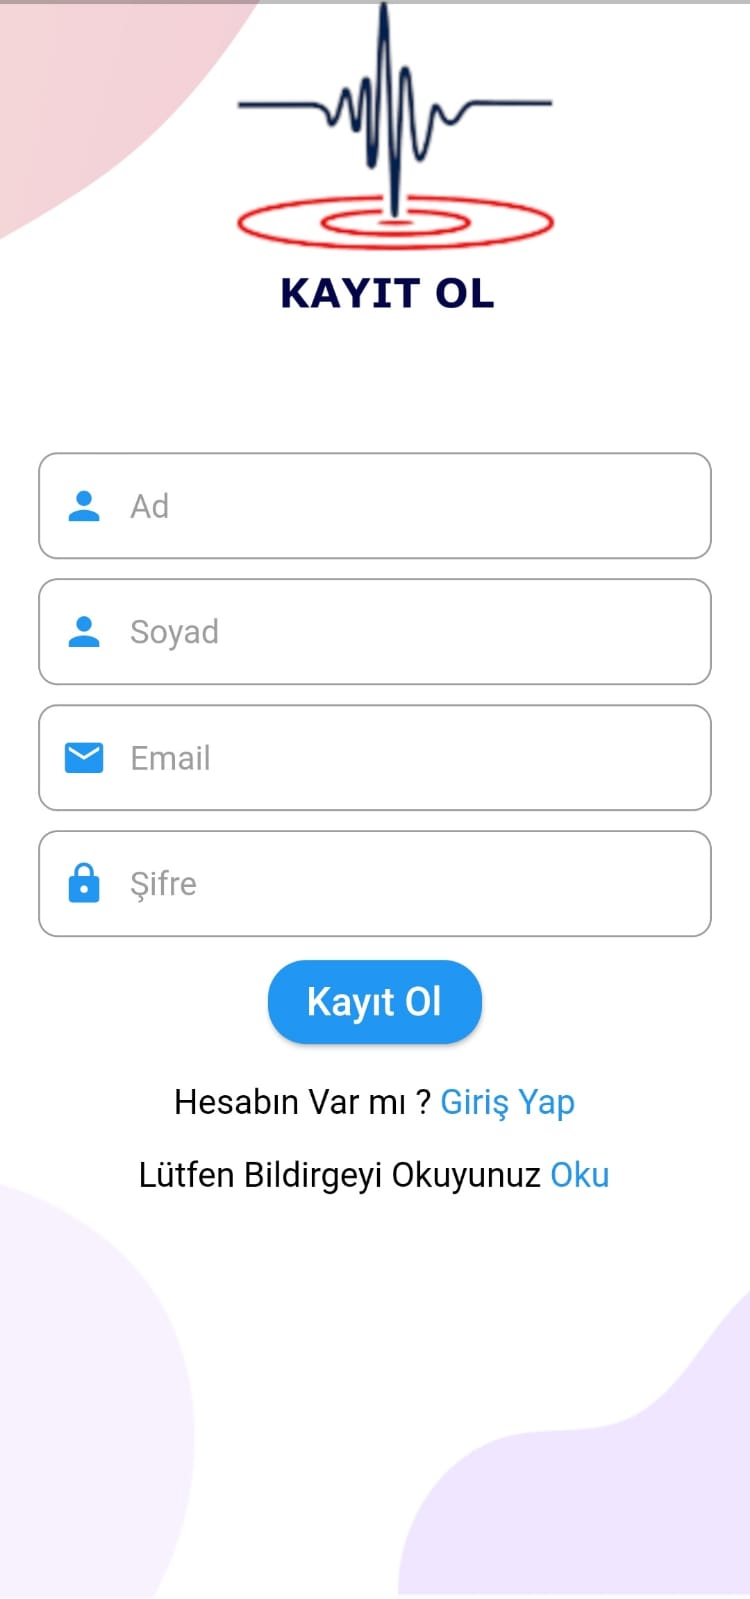 KAYIT OL
Ad
Soyad
Email
Şifre
Kayıt Ol
Hesabın Var mı ? Giriş Yap
Lütfen Bildirgeyi Okuyunuz Oku